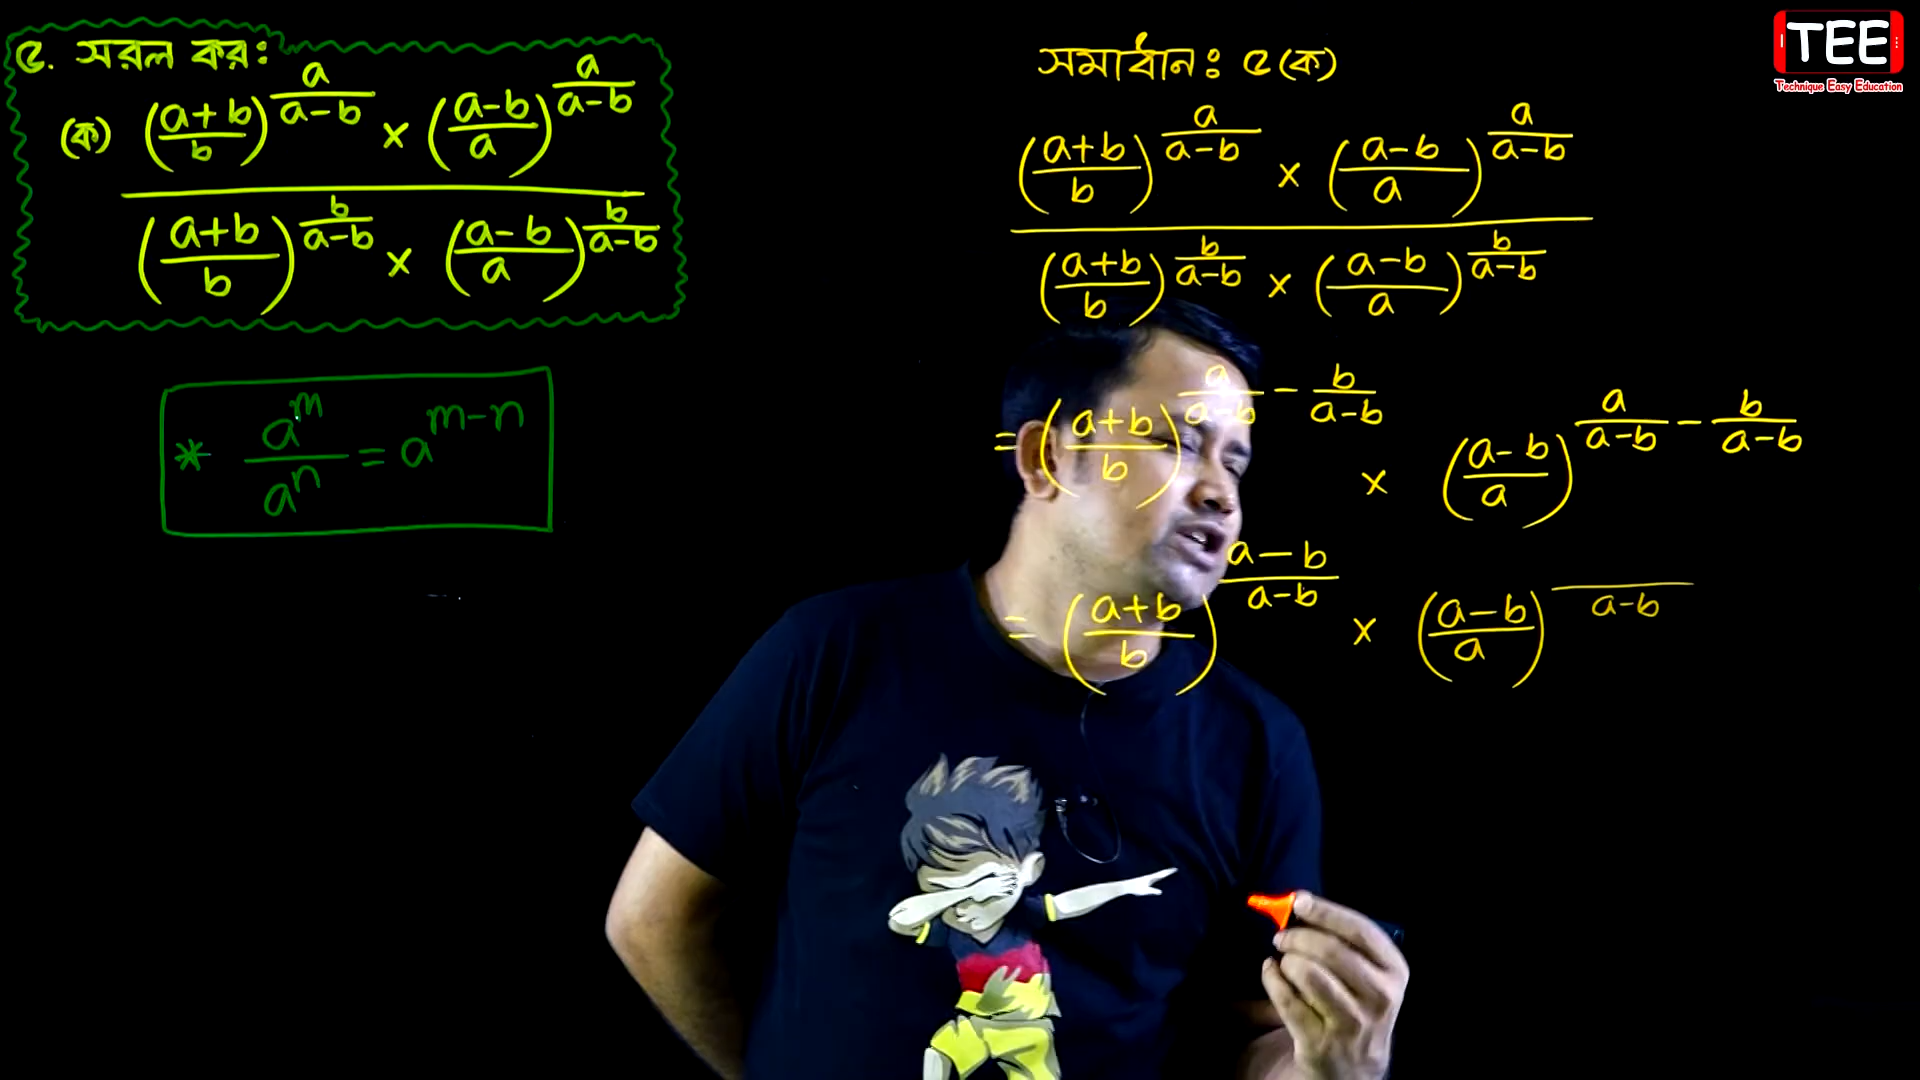 ৫. সরল কর:
(ক) ((a+b)/b)^(a/(a-b)) × ((a-b)/a)^(a/(a-b))
((a+b)/b)^(b/(a-b)) × ((a-b)/a)^(b/(a-b))
* a^m/a^n = a^(m-n)
সমাধান: ৫(ক)
((a+b)/b)^(a/(a-b)) × ((a-b)/a)^(a/(a-b))
((a+b)/b)^(b/(a-b)) × ((a-b)/a)^(b/(a-b))
= ((a+b)/b)^(a/(a-b) - b/(a-b)) × ((a-b)/a)^(a/(a-b) - b/(a-b))
= ((a+b)/b)^((a-b)/(a-b)) × ((a-b)/a)^( /(a-b))
TEE
Technique Easy Education